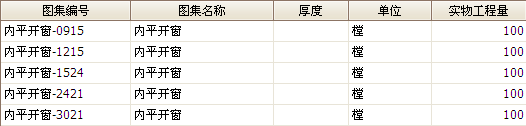 图集编号 图集名称 厚度 单位 实物工程量
内平开窗-0915 内平开窗 樘 100
内平开窗-1215 内平开窗 樘 100
内平开窗-1524 内平开窗 樘 100
内平开窗-2421 内平开窗 樘 100
内平开窗-3021 内平开窗 樘 100